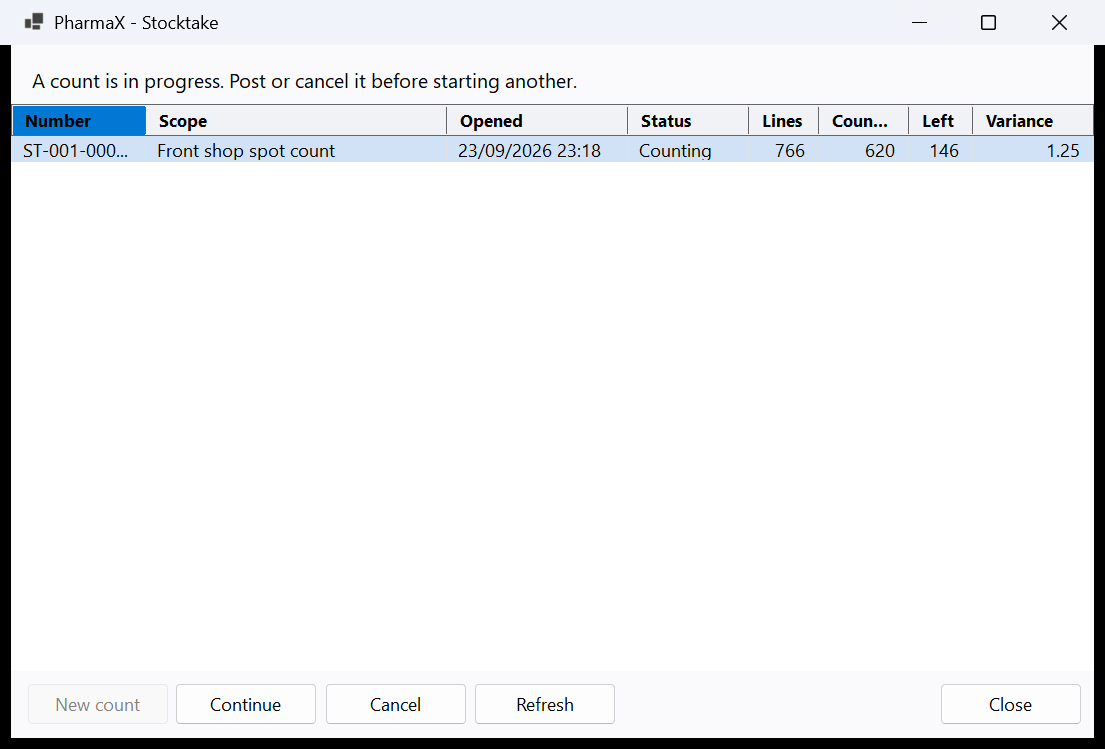 PharmaX - Stocktake
A count is in progress. Post or cancel it before starting another.
Number Scope Opened Status Lines Coun... Left Variance
ST-001-000... Front shop spot count 23/09/2026 23:18 Counting 766 620 146 1.25
New count Continue Cancel Refresh Close